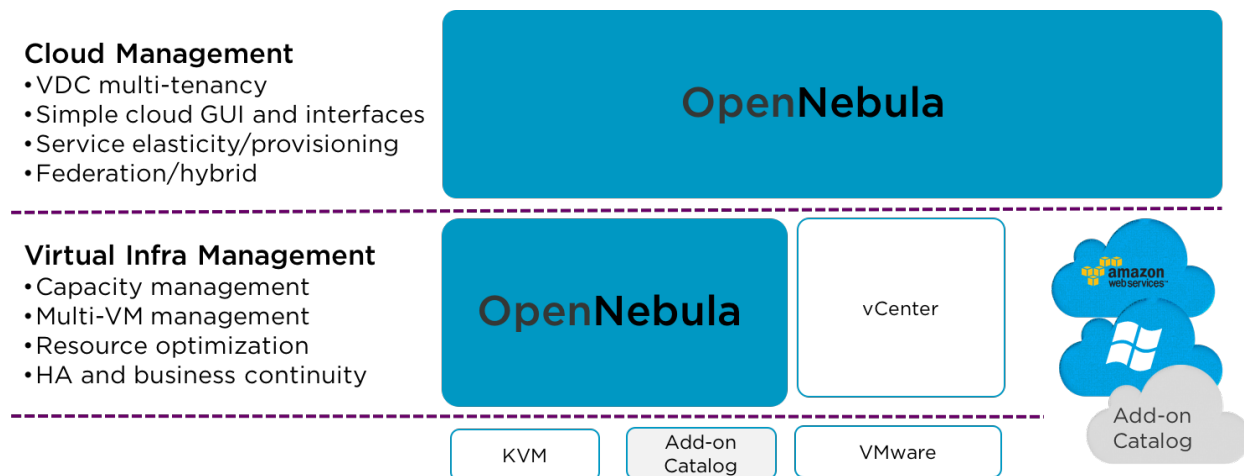 Cloud Management
•VDC multi-tenancy
•Simple cloud GUI and interfaces
•Service elasticity/provisioning
•Federation/hybrid
OpenNebula
Virtual Infra Management
•Capacity management
•Multi-VM management
•Resource optimization
•HA and business continuity
OpenNebula
vCenter
amazon
web services™
Add-on
Catalog
KVM
Add-on
Catalog
VMware